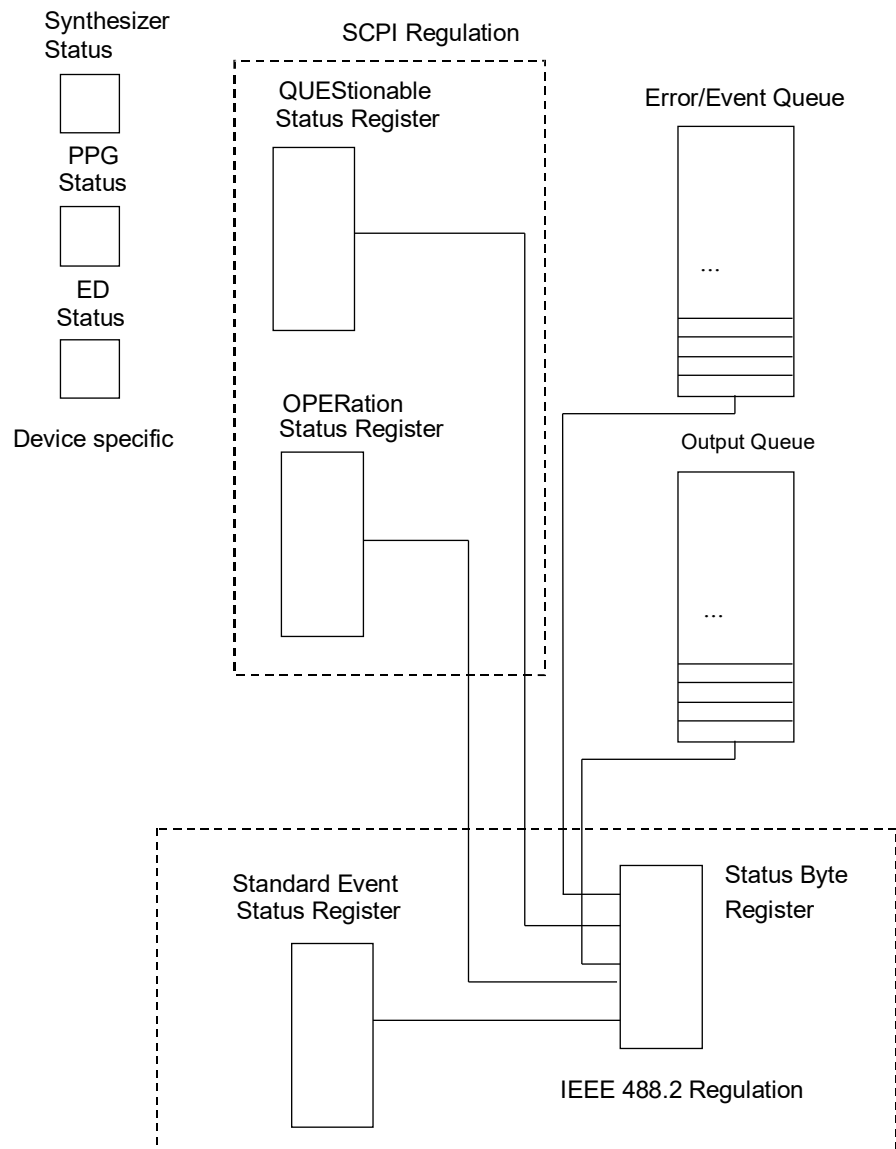 Synthesizer
Status
PPG
Status
ED
Status
Device specific
SCPI Regulation
QUEStionable
Status Register
OPERation
Status Register
Error/Event Queue
...
Output Queue
...
Standard Event
Status Register
Status Byte
Register
IEEE 488.2 Regulation